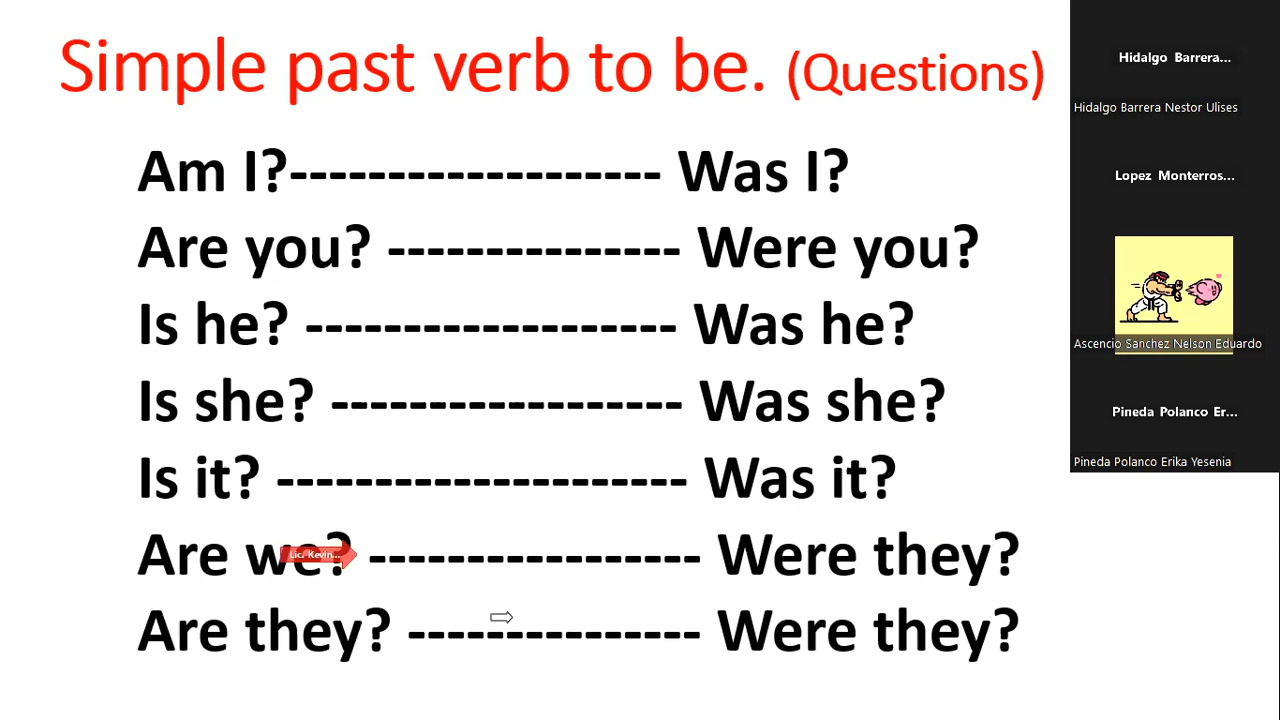 Simple past verb to be. (Questions)
Am I?------------------- Was I?
Are you? --------------- Were you?
Is he? ------------------- Was he?
Is she? ------------------ Was she?
Is it? --------------------- Was it?
Are we? ----------------- Were they?
Lic. Kevin...
Are they? --------------- Were they?
Hidalgo Barrera...
Hidalgo Barrera Nestor Ulises
Lopez Monterros...
Ascencio Sanchez Nelson Eduardo
Pineda Polanco Er...
Pineda Polanco Erika Yesenia